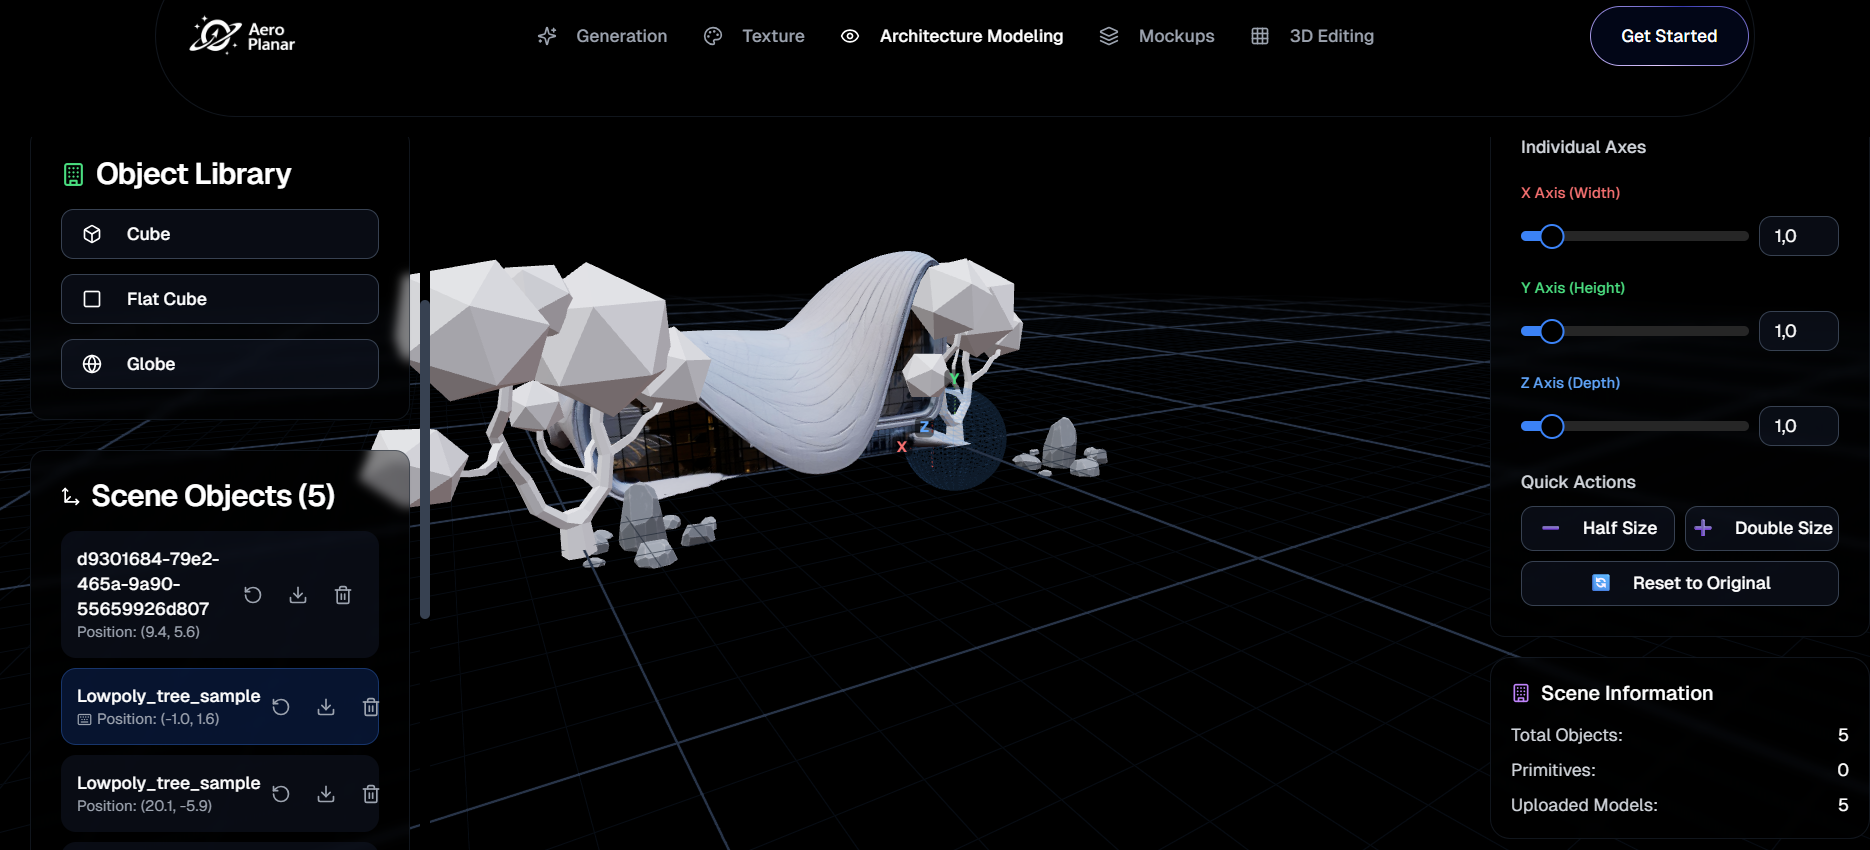 Aero
Planar
Generation
Texture
Architecture Modeling
Mockups
3D Editing
Get Started
Object Library
Cube
Flat Cube
Globe
Scene Objects (5)
d9301684-79e2-
465a-9a90-
55659926d807
Position: (9.4, 5.6)
Lowpoly_tree_sample
Position: (-1.0, 1.6)
Lowpoly_tree_sample
Position: (20.1, -5.9)
Y
Z
X
Individual Axes
X Axis (Width)
1,0
Y Axis (Height)
1,0
Z Axis (Depth)
1,0
Quick Actions
Half Size
Double Size
Reset to Original
Scene Information
Total Objects: 5
Primitives: 0
Uploaded Models: 5